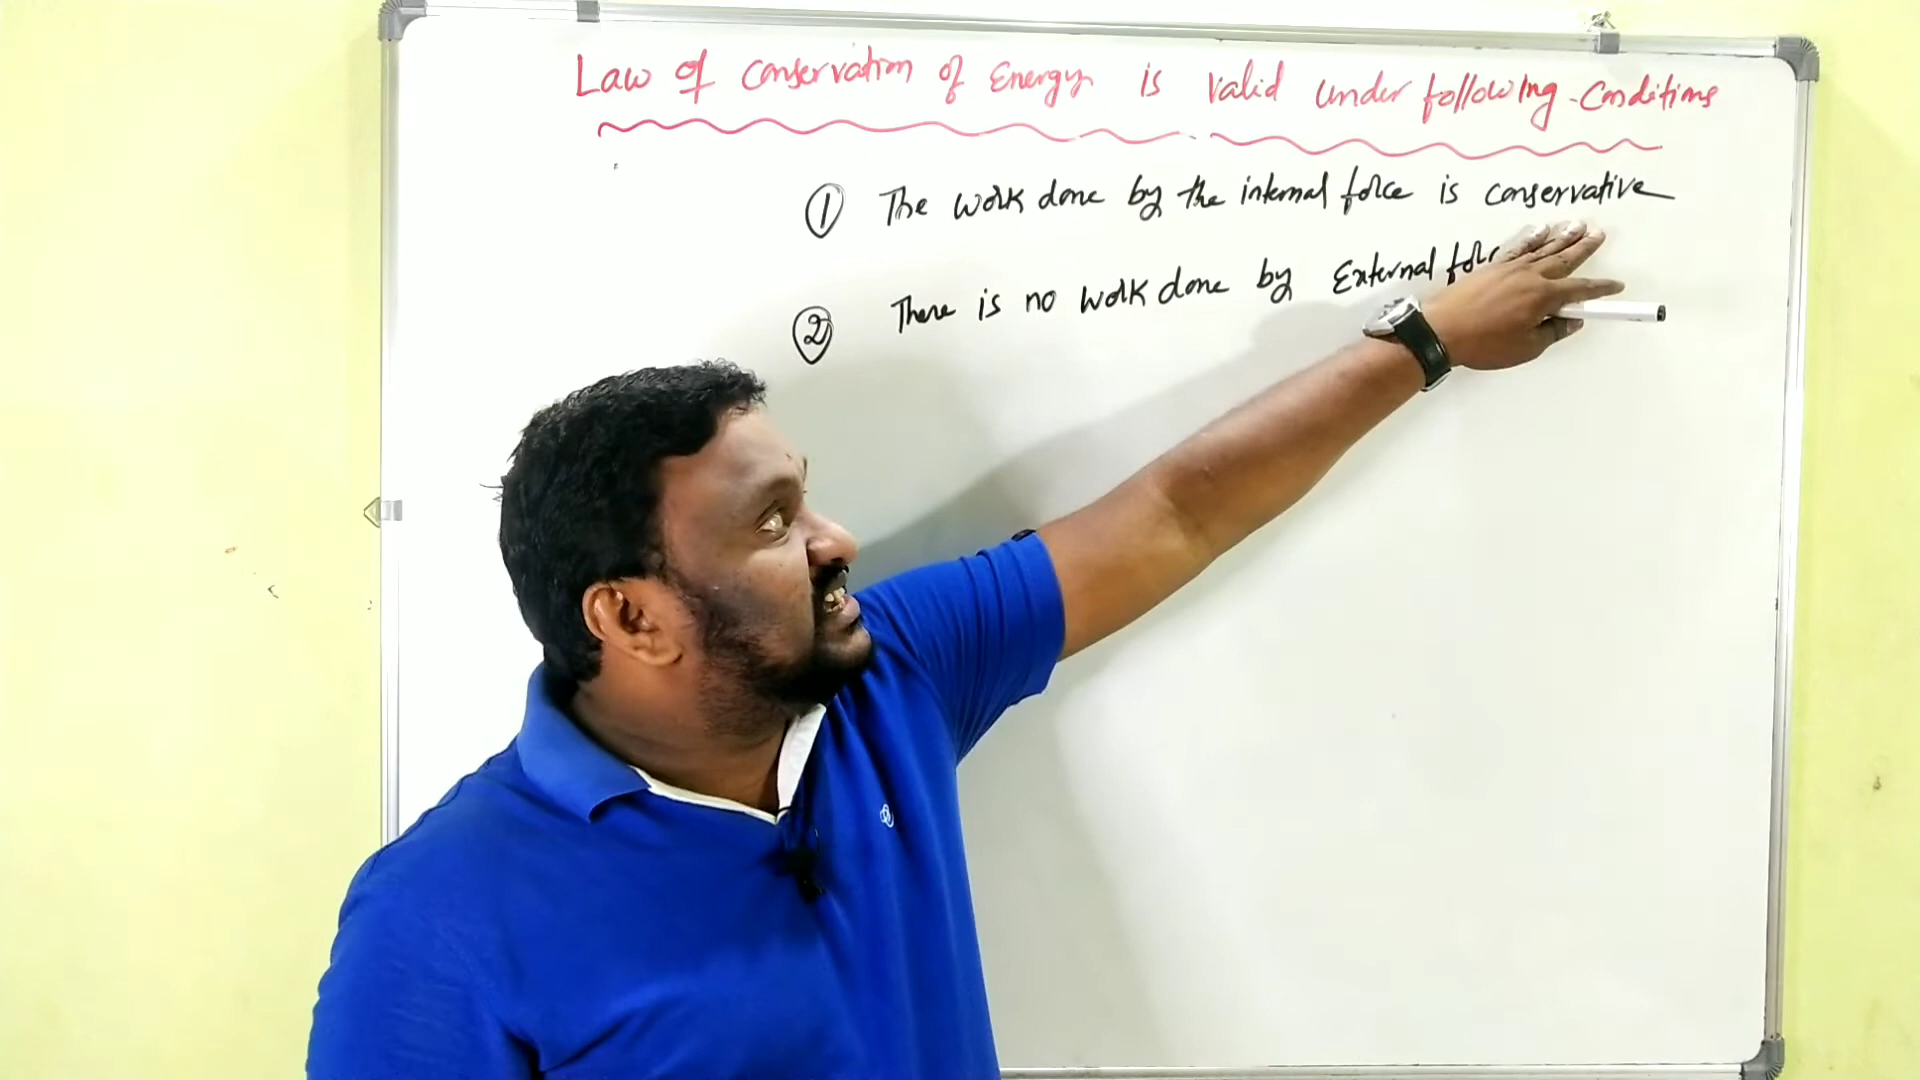 Law of conservation of Energy is valid under following conditions
① The work done by the internal force is conservative
② There is no work done by External forc